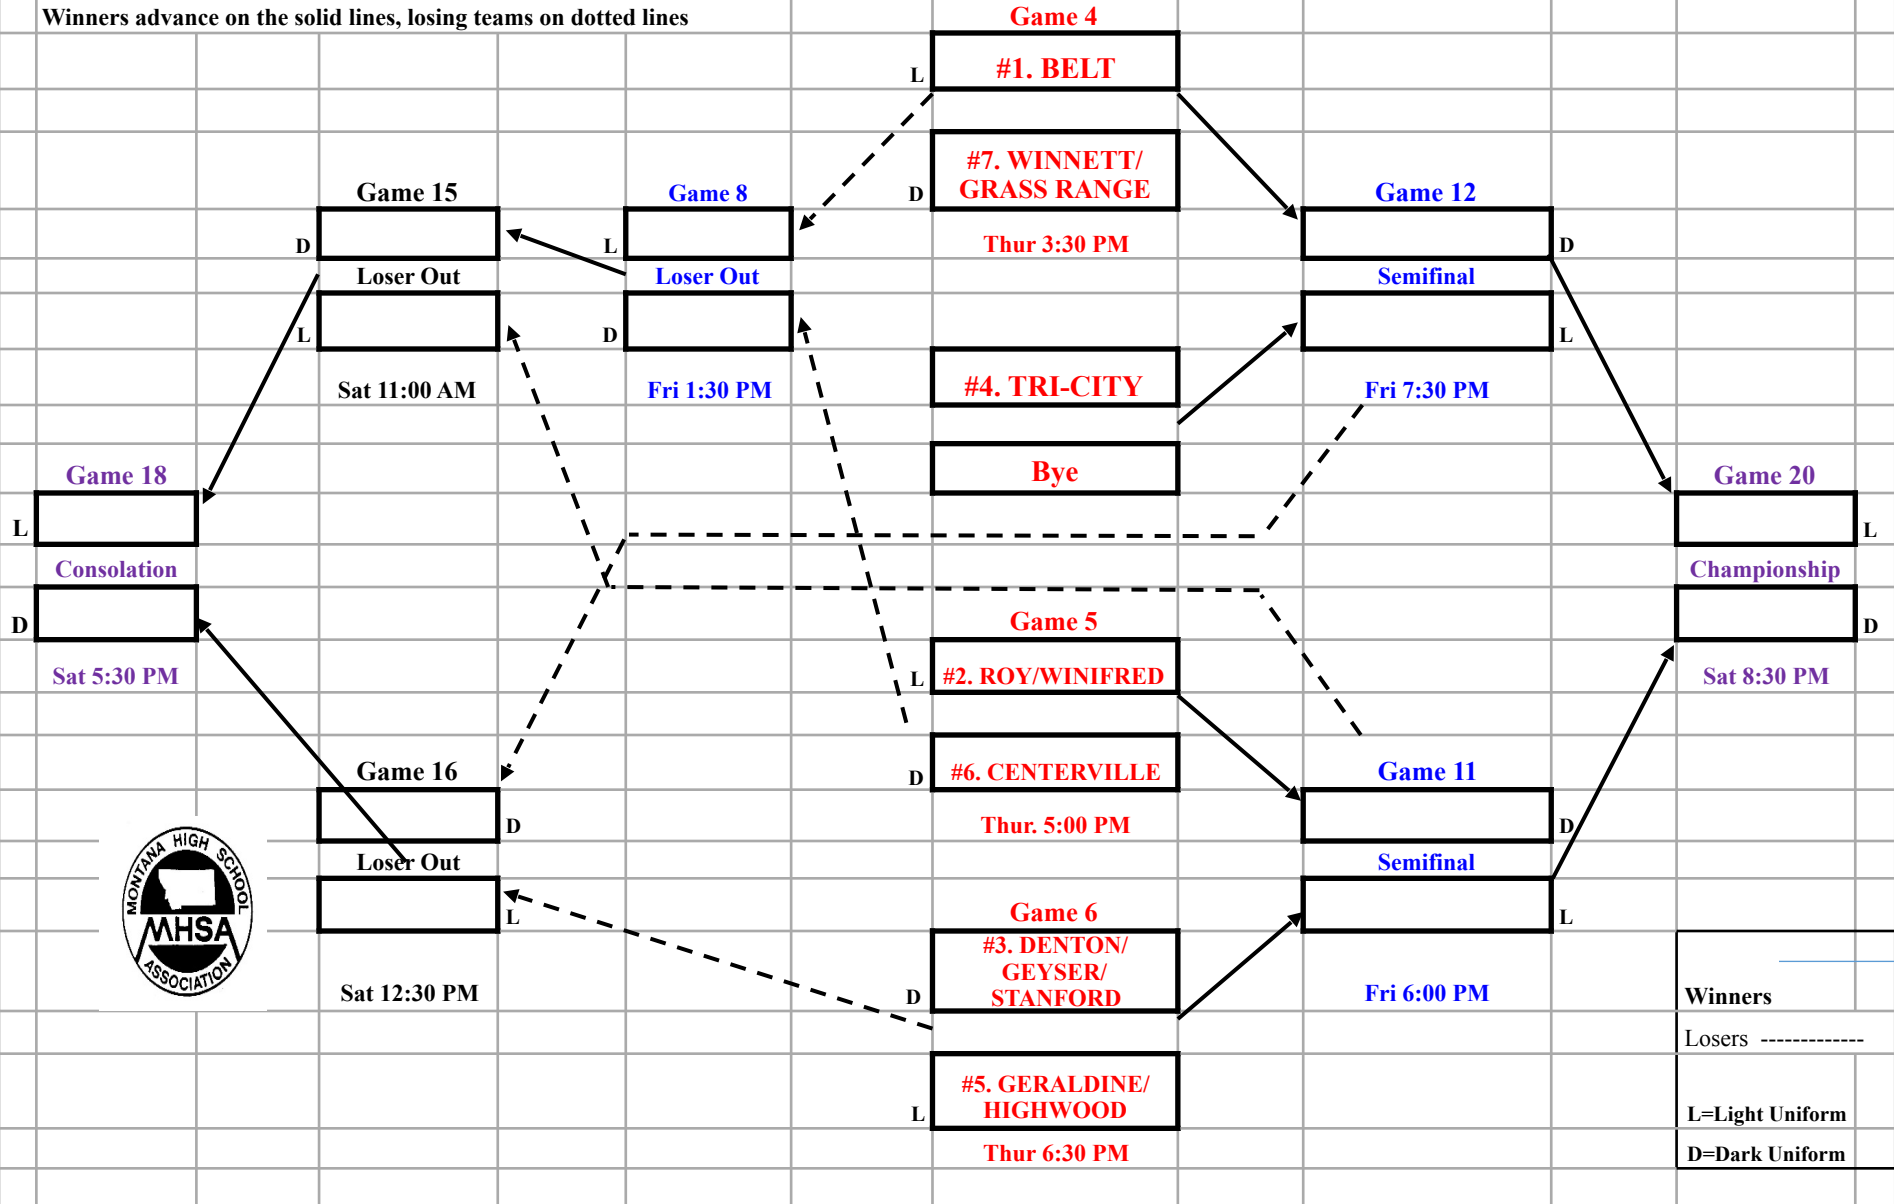 Winners advance on the solid lines, losing teams on dotted lines
Game 4
L
#1. BELT
#7. WINNETT/
GRASS RANGE
D
Thur 3:30 PM
Game 15
Game 8
Game 12
D
L
D
Loser Out
Loser Out
Semifinal
L
D
L
Sat 11:00 AM
Fri 1:30 PM
#4. TRI-CITY
Fri 7:30 PM
Bye
Game 18
Game 20
L
L
Consolation
Championship
D
D
Sat 5:30 PM
Sat 8:30 PM
Game 5
L
#2. ROY/WINIFRED
D
#6. CENTERVILLE
Thur. 5:00 PM
Game 16
Game 11
D
D
Loser Out
Semifinal
L
L
Sat 12:30 PM
Fri 6:00 PM
Game 6
#3. DENTON/
GEYSER/
STANFORD
D
#5. GERALDINE/
HIGHWOOD
L
Thur 6:30 PM
MONTANA HIGH SCHOOL
MHSA
ASSOCIATION
Winners
Losers -------------
L=Light Uniform
D=Dark Uniform